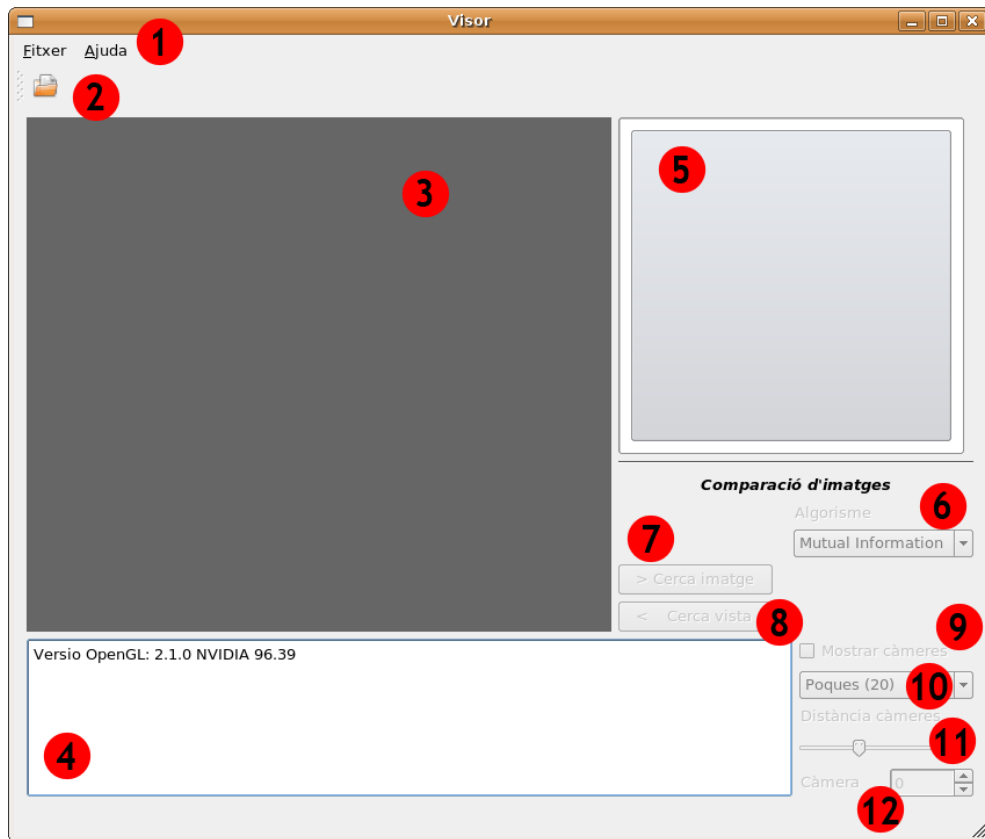 Visor
Fitxer Ajuda
1
2
3
5
Comparació d'imatges
Algorisme
6
Mutual Information
7
> Cerca imatge
< Cerca vista
8
9
Mostrar càmeres
Poques (20)
10
Distància càmeres
11
Càmera 0
12
Versio OpenGL: 2.1.0 NVIDIA 96.39
4